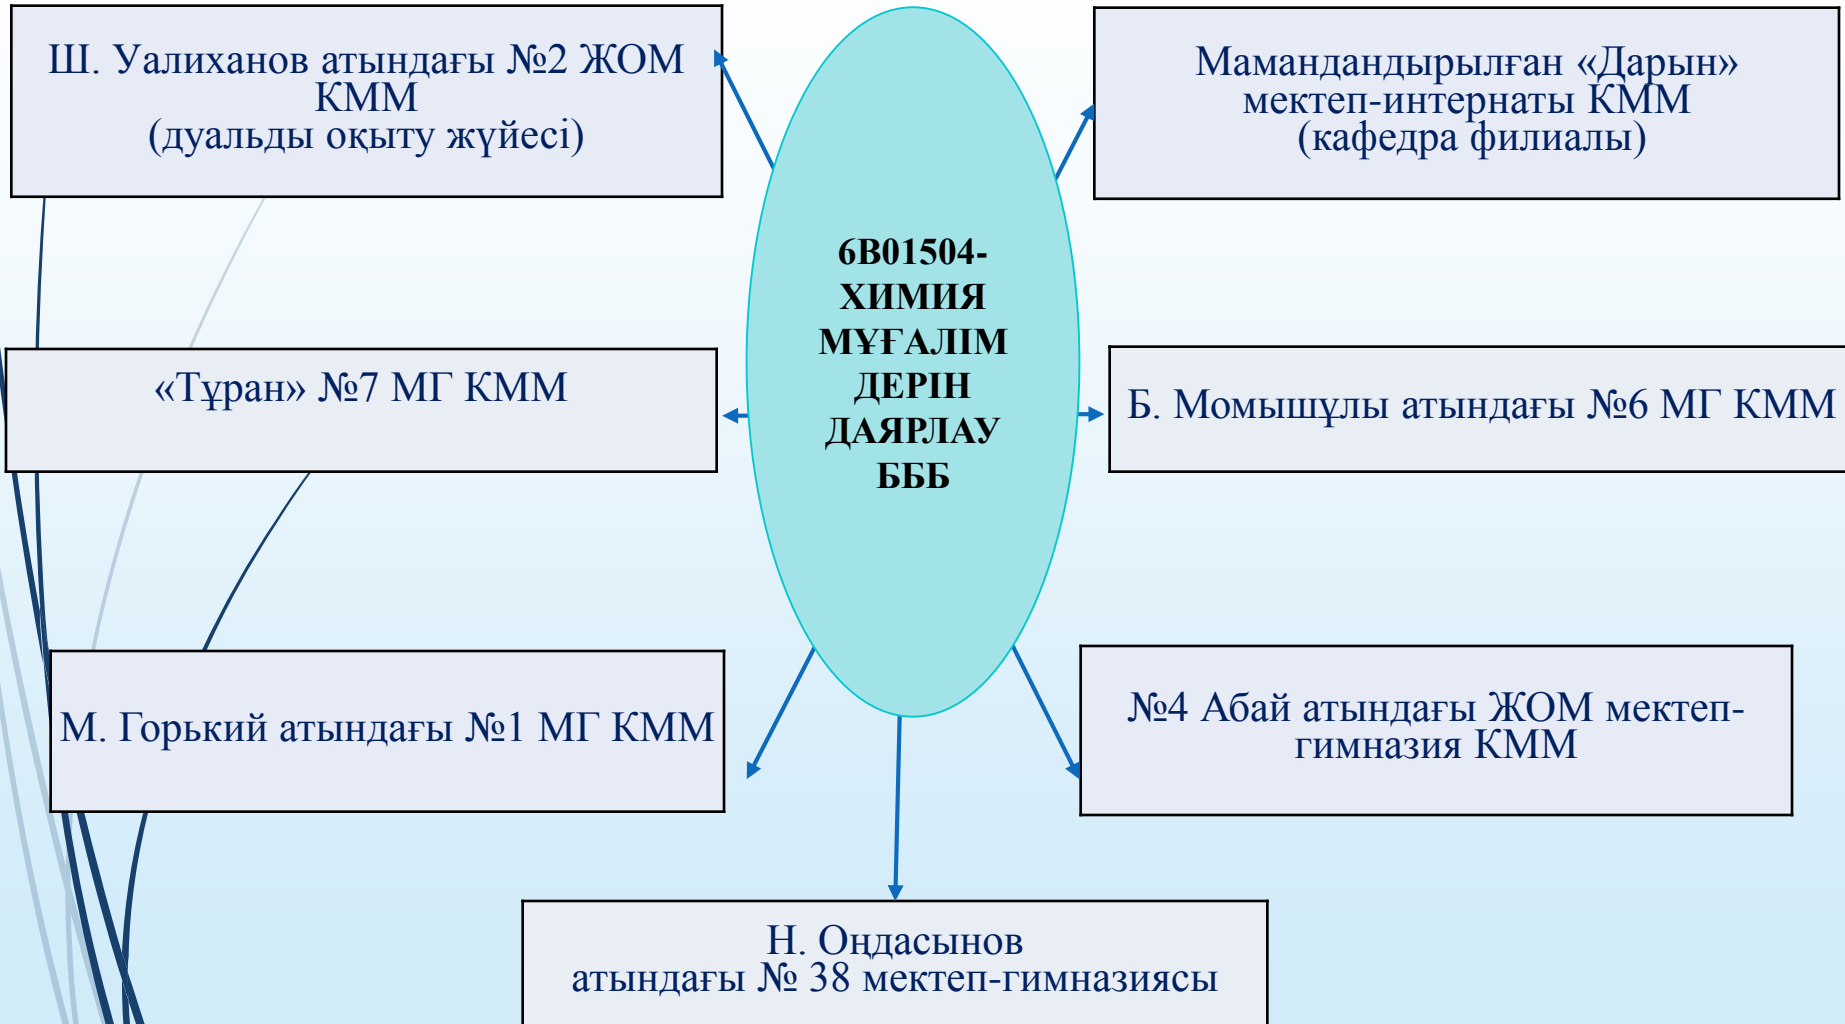 Ш. Уалиханов атындағы №2 ЖОМ
КММ
(дуальды оқыту жүйесі)
Мамандандырылған «Дарын»
мектеп-интернаты КММ
(кафедра филиалы)
6В01504-
ХИМИЯ
МҰҒАЛІМ
ДЕРІН
ДАЯРЛАУ
БББ
«Тұран» №7 МГ КММ
Б. Момышұлы атындағы №6 МГ КММ
М. Горький атындағы №1 МГ КММ
№4 Абай атындағы ЖОМ мектеп-
гимназия КММ
Н. Оңдасынов
атындағы № 38 мектеп-гимназиясы